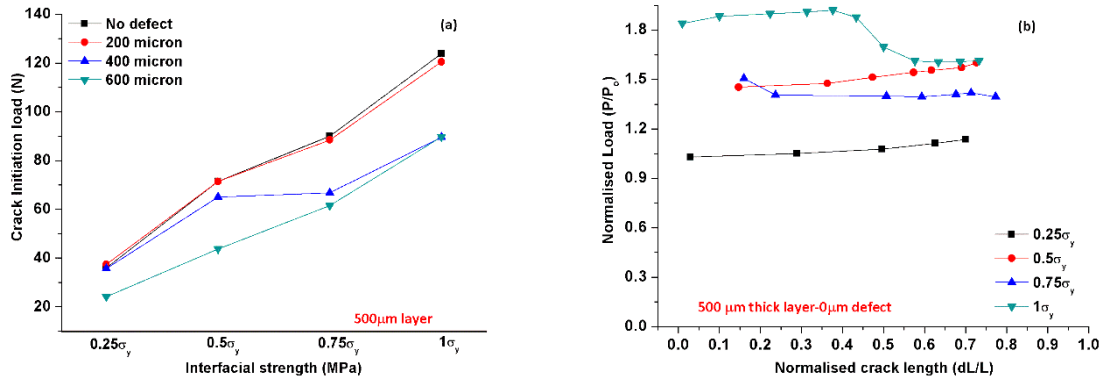 (a)
No defect
200 micron
400 micron
600 micron
Crack Initiation load (N)
140
120
100
80
60
40
20
500μm layer
0.25σy
0.5σy
0.75σy
1σy
Interfacial strength (MPa)
(b)
Normalised Load (P/Po)
1.8
1.5
1.2
0.9
0.6
0.3
0.0
0.25σy
0.5σy
0.75σy
1σy
500 μm thick layer-0μm defect
0.0 0.1 0.2 0.3 0.4 0.5 0.6 0.7 0.8 0.9 1.0
Normalised crack length (dL/L)